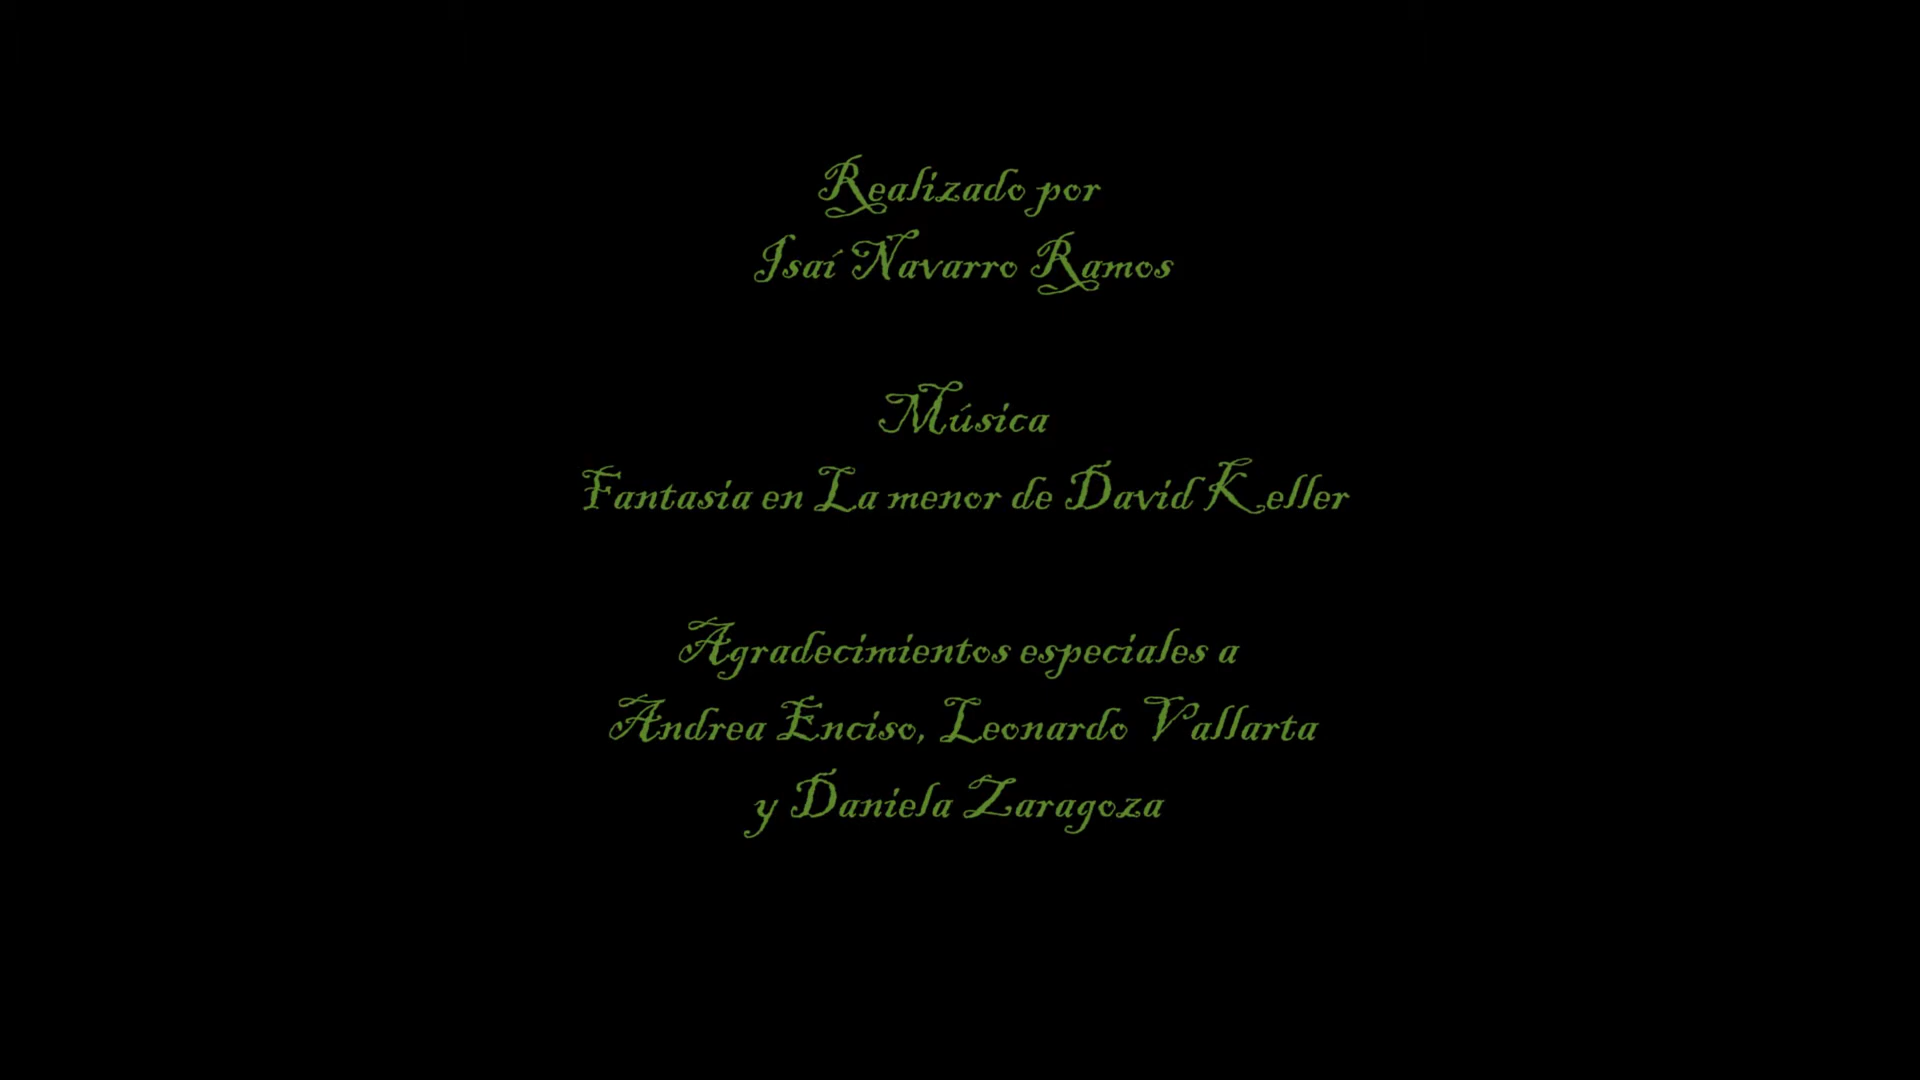 Realizado por
Isaí Navarro Ramos
Música
Fantasia en La menor de David Keller
Agradecimientos especiales a
Andrea Enciso, Leonardo Vallarta
y Daniela Zaragoza